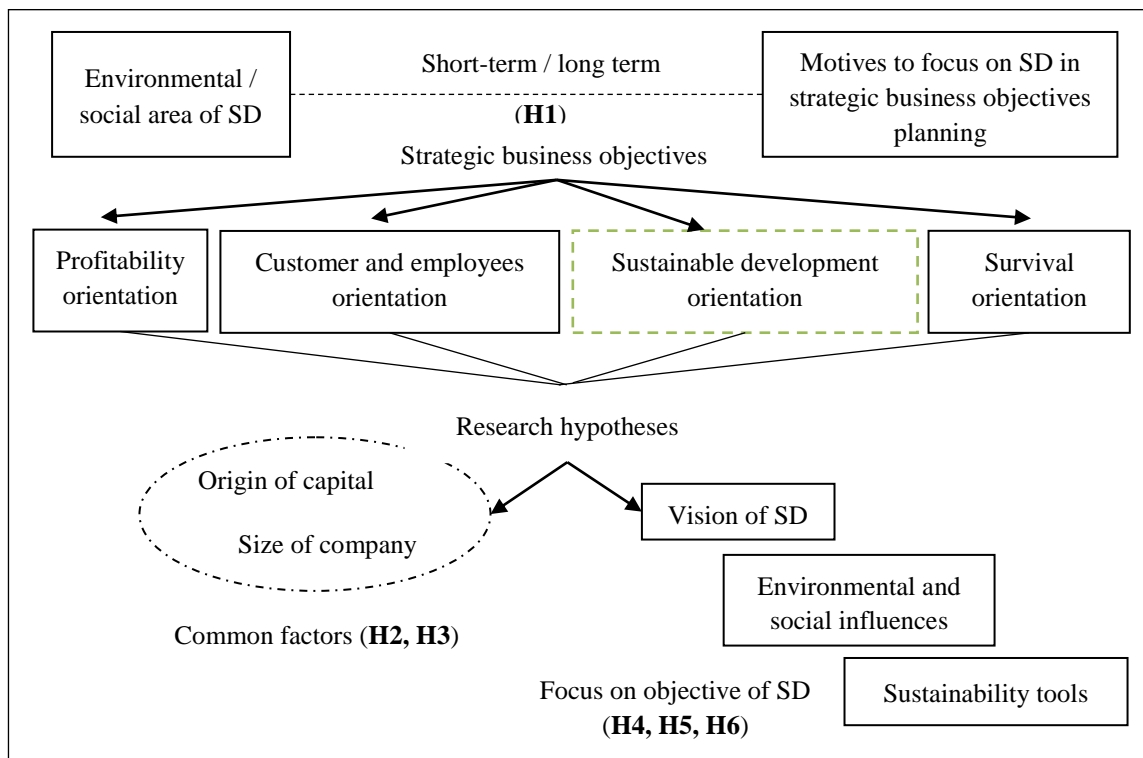 Environmental /
social area of SD
Short-term / long term
(H1)
Motives to focus on SD in
strategic business objectives
planning
Strategic business objectives
Profitability
orientation
Customer and employees
orientation
Sustainable development
orientation
Survival
orientation
Research hypotheses
Origin of capital
Size of company
Common factors (H2, H3)
Vision of SD
Environmental and
social influences
Sustainability tools
Focus on objective of SD
(H4, H5, H6)